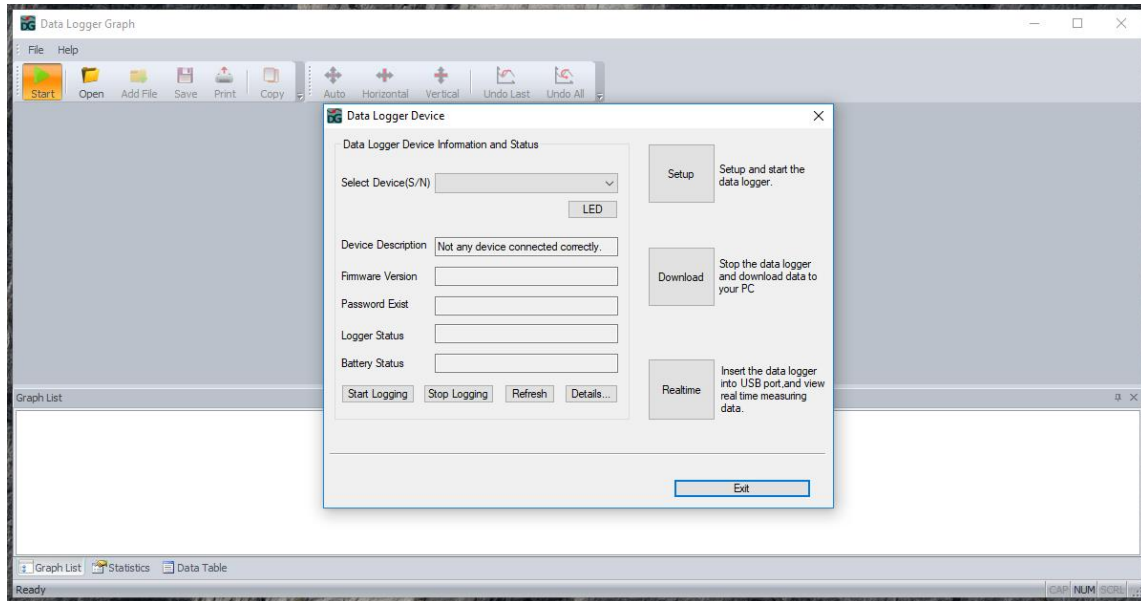 Data Logger Graph
File Help
Start Open Add File Save Print Copy Auto Horizontal Vertical Undo Last Undo All
Data Logger Device
Data Logger Device Information and Status
Select Device(S/N)
LED
Device Description Not any device connected correctly.
Firmware Version
Password Exist
Logger Status
Battery Status
Start Logging Stop Logging Refresh Details...
Setup
Setup and start the
data logger.
Download
Stop the data logger
and download data to
your PC
Realtime
Insert the data logger
into USB port,and view
real time measuring
data.
Exit
Graph List
Graph List Statistics Data Table
Ready
CAP NUM SCRL